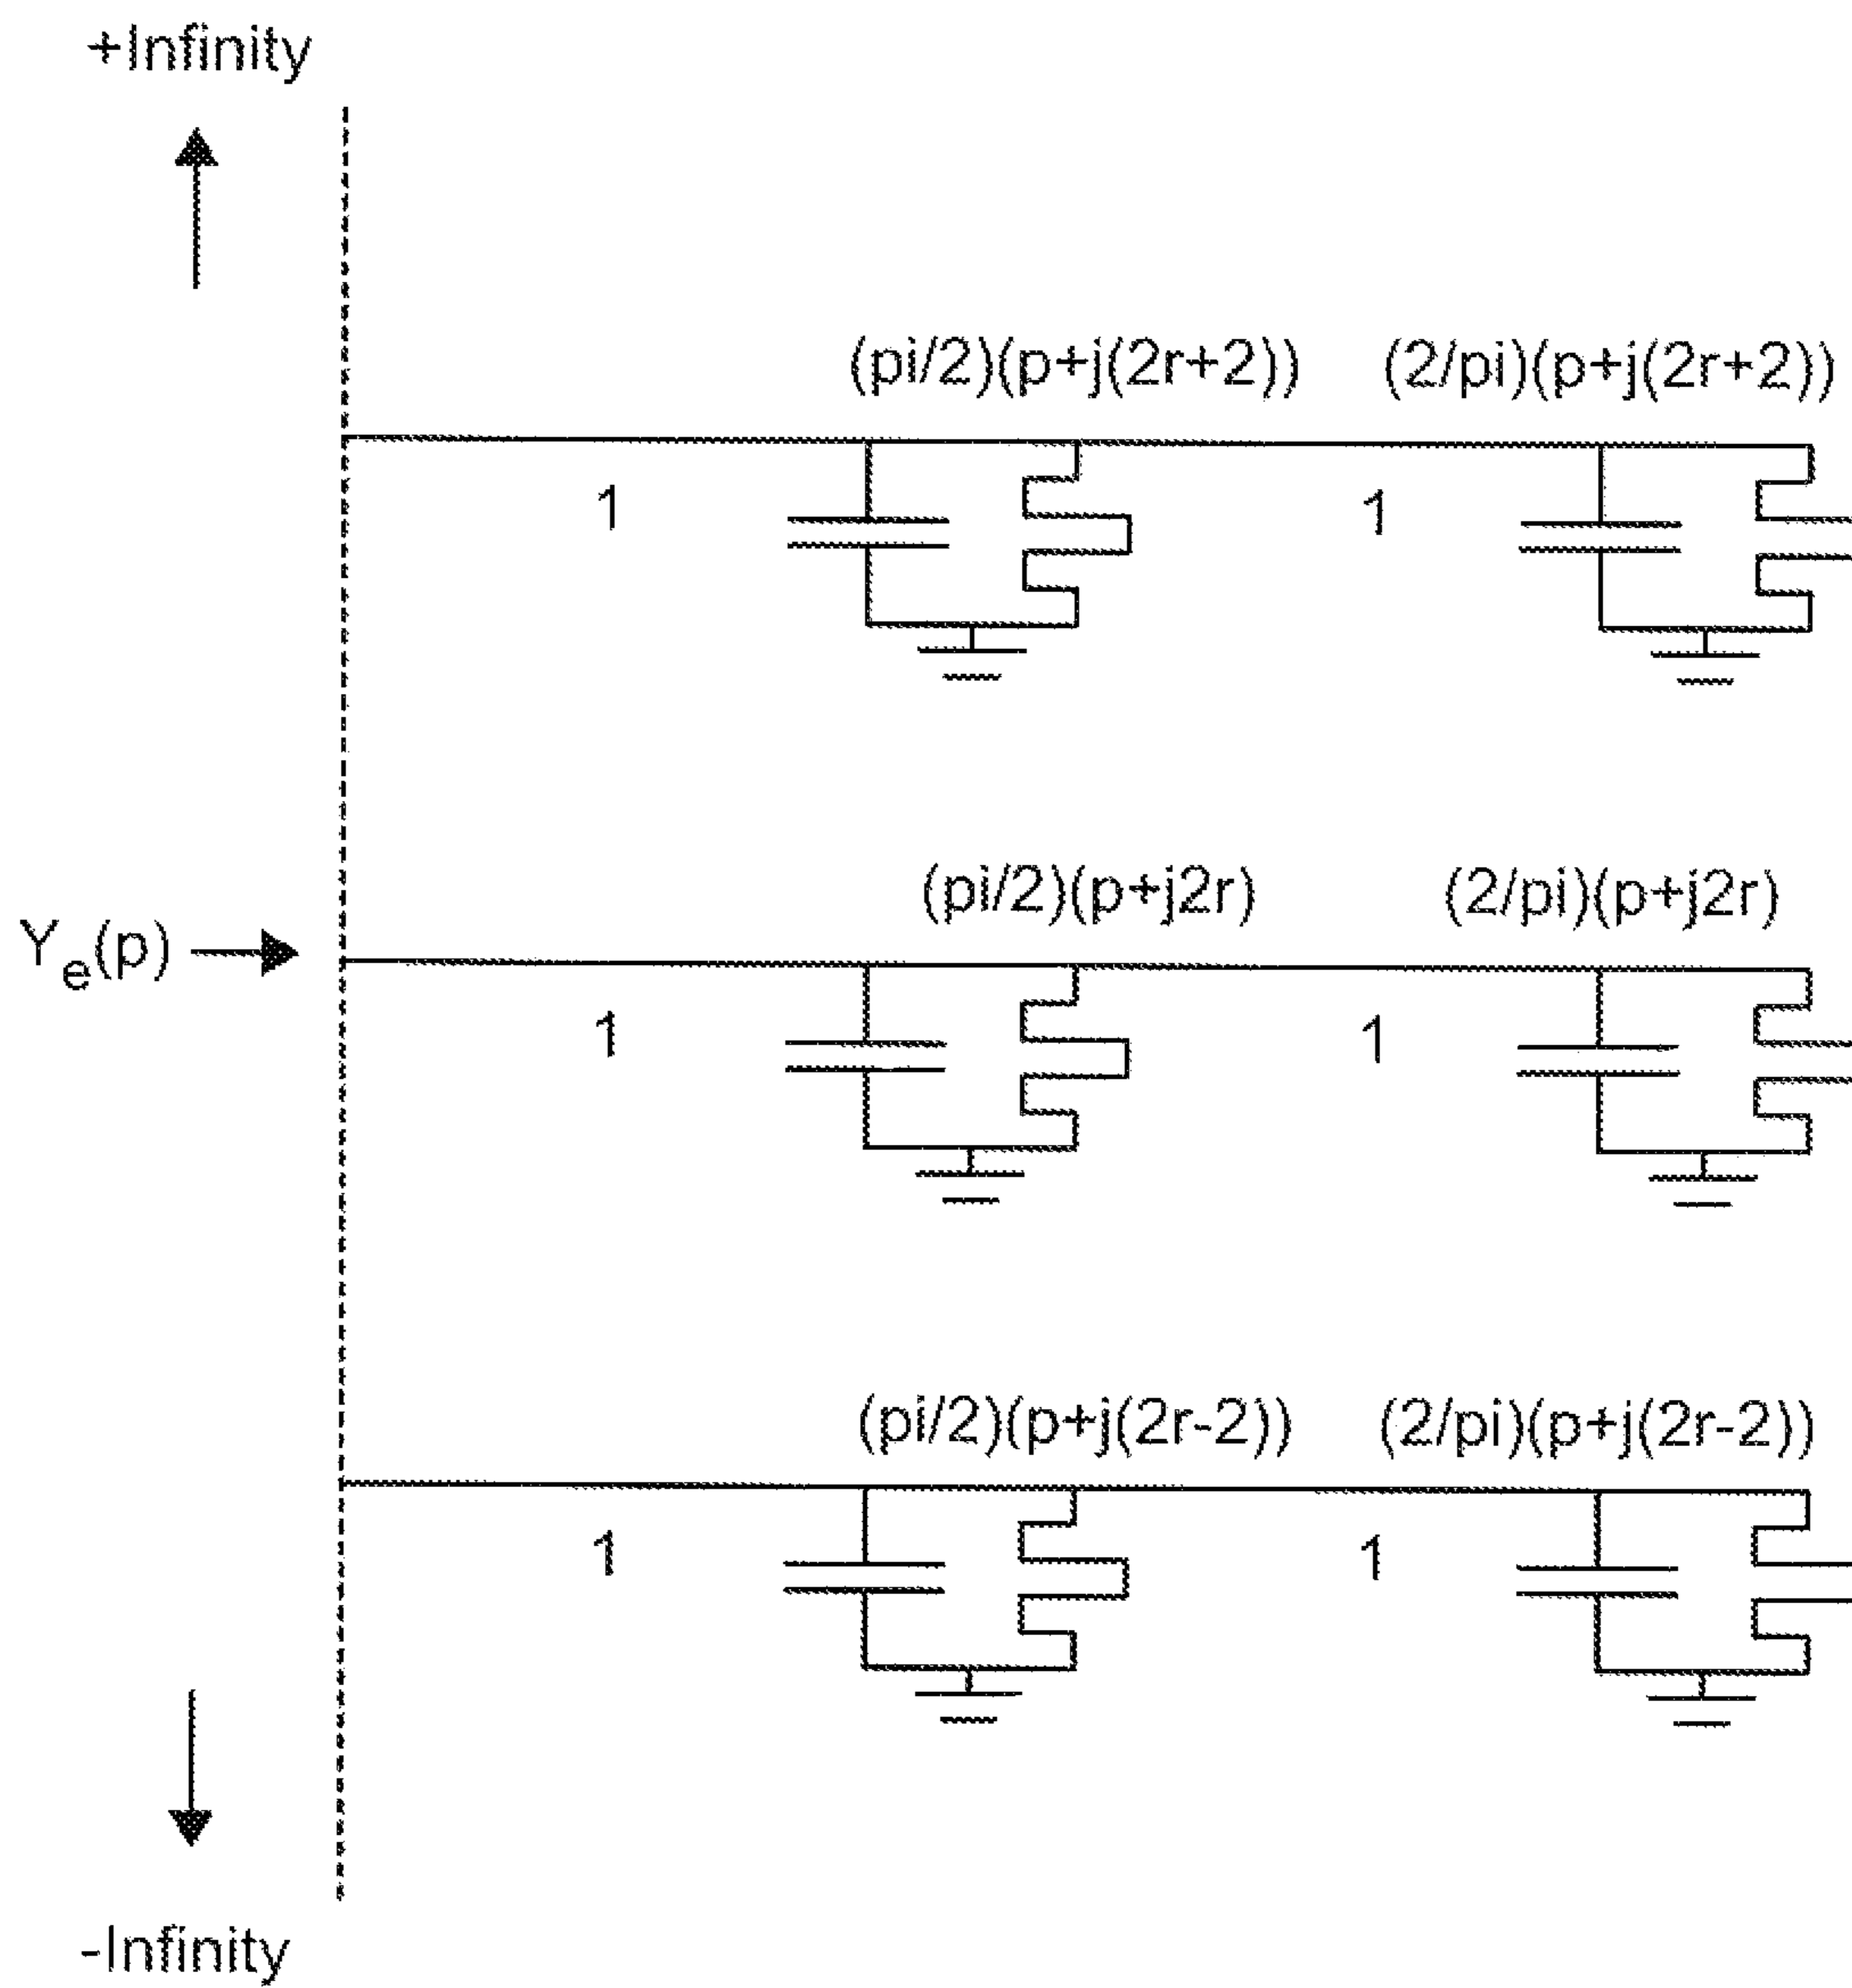 +Infinity
(pi/2)(p+j(2r+2)) (2/pi)(p+j(2r+2))
1 1
(pi/2)(p+j2r) (2/pi)(p+j2r)
Ye(p)
1 1
(pi/2)(p+j(2r-2)) (2/pi)(p+j(2r-2))
1 1
-Infinity